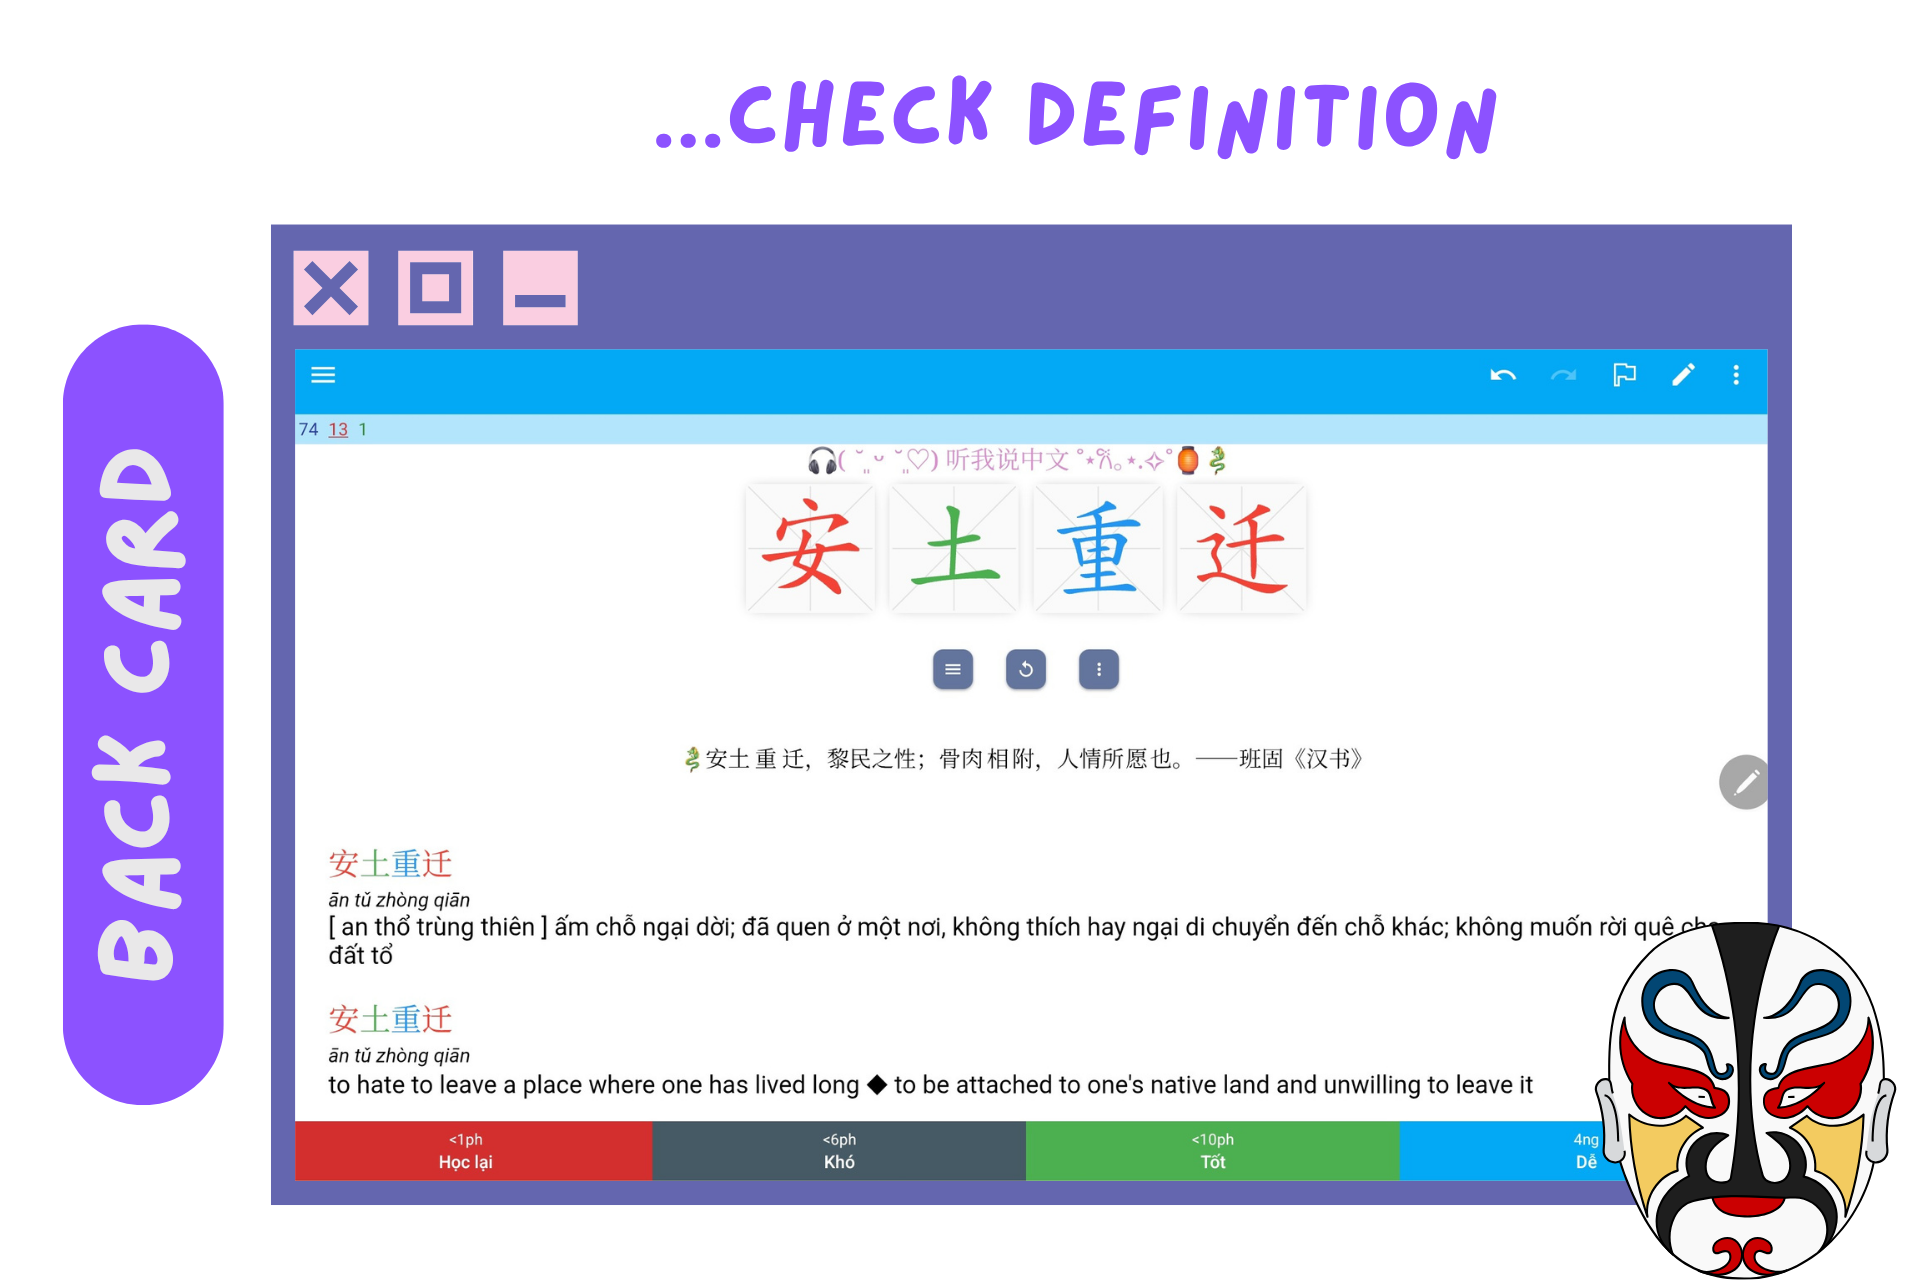 ...CHECK DEFINITION
BACK CARD
74 13 1
听我说中文
安土重迁
安土重迁，黎民之性；骨肉相附，人情所愿也。——班固《汉书》
安土重迁
ān tǔ zhòng qiān
[ an thổ trùng thiên ] ấm chỗ ngại dời; đã quen ở một nơi, không thích hay ngại di chuyển đến chỗ khác; không muốn rời quê
đất tổ
安土重迁
ān tǔ zhòng qiān
to hate to leave a place where one has lived long ◆ to be attached to one's native land and unwilling to leave it
<1ph <6ph <10ph 4ng
Học lại Khó Tốt Dễ